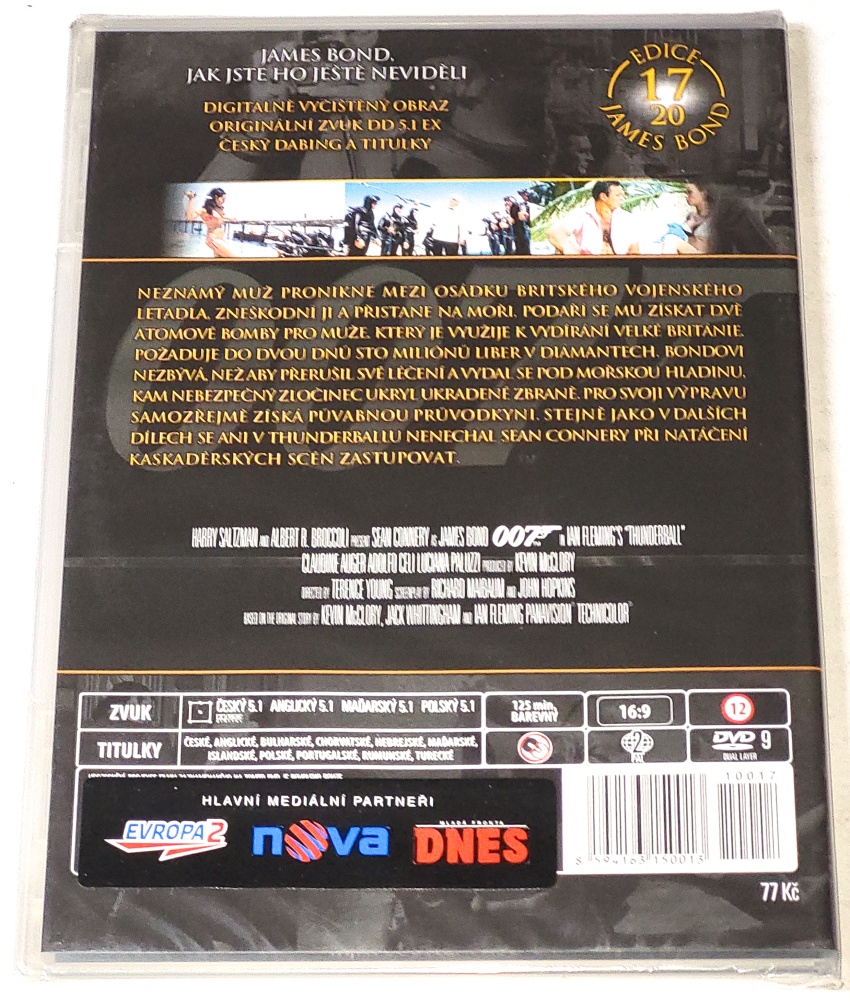 JAMES BOND,
JAK JSTE HO JEŠTĚ NEVIDĚLI
DIGITÁLNĚ VYČIŠTĚNÝ OBRAZ
ORIGINÁLNÍ ZVUK DD 5.1 EX
ČESKÝ DABING A TITULKY
EDICE
17
20
JAMES BOND
NEZNÁMÝ MUŽ PRONIKNE MEZI OSÁDKU BRITSKÉHO VOJENSKÉHO
LETADLA, ZNEŠKODNÍ JI A PŘISTANE NA MOŘI. PODAŘÍ SE MU ZÍSKAT DVĚ
ATOMOVÉ BOMBY PRO MUŽE, KTERÝ JE VYUŽIJE K VYDÍRÁNÍ VELKÉ BRITÁNIE.
POŽADUJE DO DVOU DNŮ STO MILIÓNŮ LIBER V DIAMANTECH. BONDOVI
NEZBÝVÁ, NEŽ ABY PŘERUŠIL SVÉ LÉČENÍ A VYDAL SE POD MOŘSKOU HLADINU,
KAM NEBEZPEČNÝ ZLOČINEC UKRYL UKRADENÉ ZBRANĚ. PRO SVOJI VÝPRAVU
SAMOZŘEJMĚ ZÍSKÁ PŮVABNOU PRŮVODKYNI. STEJNĚ JAKO V DALŠÍCH
DÍLECH SE ANI V THUNDERBALLU NENECHAL SEAN CONNERY PŘI NATÁČENÍ
KASKADÉRSKÝCH SCÉN ZASTUPOVAT.
HARRY SALTZMAN AND ALBERT R. BROCCOLI PRESENT SEAN CONNERY AS JAMES BOND 007 IN IAN FLEMING'S "THUNDERBALL"
CLAUDINE AUGER ADOLFO CELI LUCIANA PALUZZI PRODUCED BY KEVIN McCLORY
DIRECTED BY TERENCE YOUNG SCREENPLAY BY RICHARD MAIBAUM AND JOHN HOPKINS
BASED ON THE ORIGINAL STORY BY KEVIN McCLORY, JACK WHITTINGHAM AND IAN FLEMING PANAVISION® TECHNICOLOR®
ZVUK
ČESKÝ 5.1 ANGLICKÝ 5.1 MAĎARSKÝ 5.1 POLSKÝ 5.1
125 min,
BAREVNÝ
16:9
12
TITULKY
ČESKÉ, ANGLICKÉ, BULHARSKÉ, CHORVATSKÉ, HEBREJSKÉ, MAĎARSKÉ,
ISLANDSKÉ, POLSKÉ, PORTUGALSKÉ, RUMUNSKÉ, TURECKÉ
2
PAL
DVD 9
DUAL LAYER
HLAVNÍ MEDIÁLNÍ PARTNEŘI
EVROPA 2
nova
MLADÁ FRONTA
DNES
10017
8 594163 150013
77 Kč